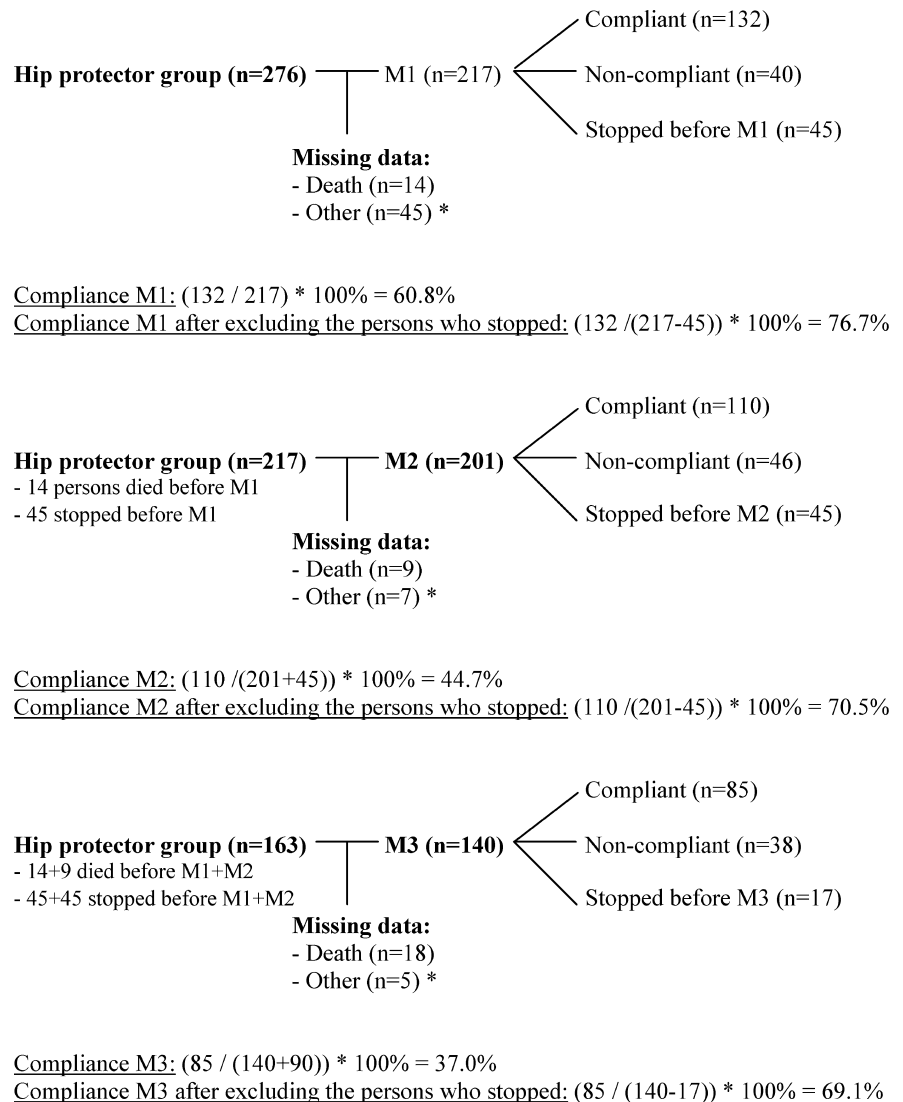 Compliant (n=132)
Hip protector group (n=276)
M1 (n=217)
Non-compliant (n=40)
Stopped before M1 (n=45)
Missing data:
- Death (n=14)
- Other (n=45) *
Compliance M1: (132 / 217) * 100% = 60.8%
Compliance M1 after excluding the persons who stopped: (132 /(217-45)) * 100% = 76.7%
Compliant (n=110)
Hip protector group (n=217)
M2 (n=201)
Non-compliant (n=46)
- 14 persons died before M1
- 45 stopped before M1
Stopped before M2 (n=45)
Missing data:
- Death (n=9)
- Other (n=7) *
Compliance M2: (110 /(201+45)) * 100% = 44.7%
Compliance M2 after excluding the persons who stopped: (110 /(201-45)) * 100% = 70.5%
Compliant (n=85)
Hip protector group (n=163)
M3 (n=140)
Non-compliant (n=38)
- 14+9 died before M1+M2
- 45+45 stopped before M1+M2
Stopped before M3 (n=17)
Missing data:
- Death (n=18)
- Other (n=5) *
Compliance M3: (85 / (140+90)) * 100% = 37.0%
Compliance M3 after excluding the persons who stopped: (85 / (140-17)) * 100% = 69.1%